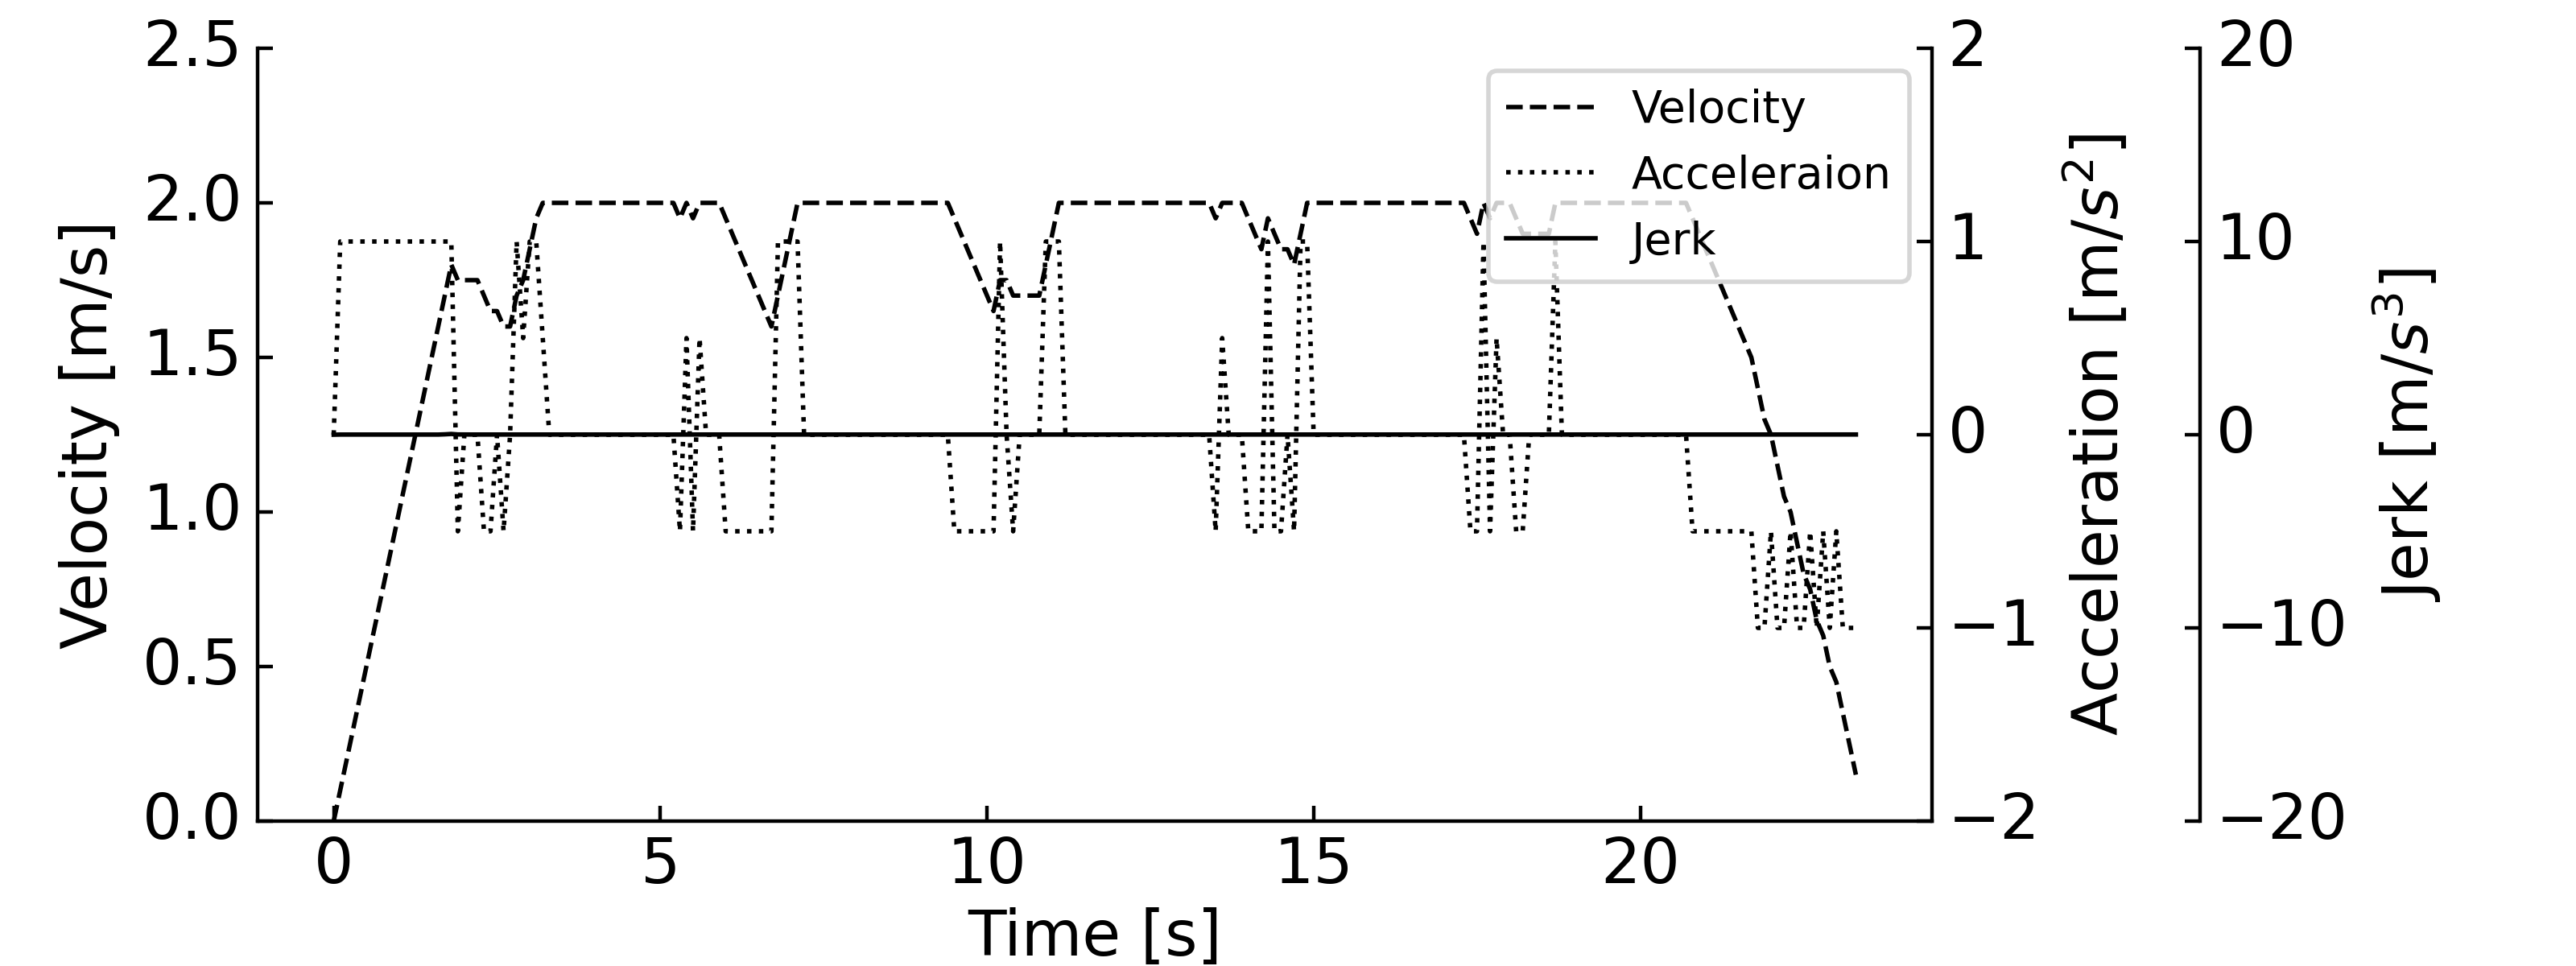 Velocity [m/s]
2.5
2.0
1.5
1.0
0.5
0.0
0 5 10 15 20
Time [s]
Velocity
Acceleraion
Jerk
2
1
0
−1
−2
Acceleration [m/s²]
20
10
0
−10
−20
Jerk [m/s³]